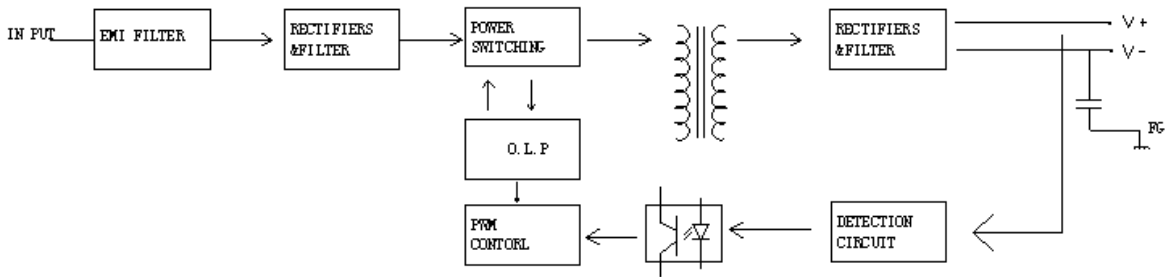 IN PUT
EMI FILTER
RECTIFIERS
&FILTER
POWER
SWITCHING
RECTIFIERS
&FILTER
V+
V-
FG
O.L.P
PWM
CONTORL
DETECTION
CIRCUIT